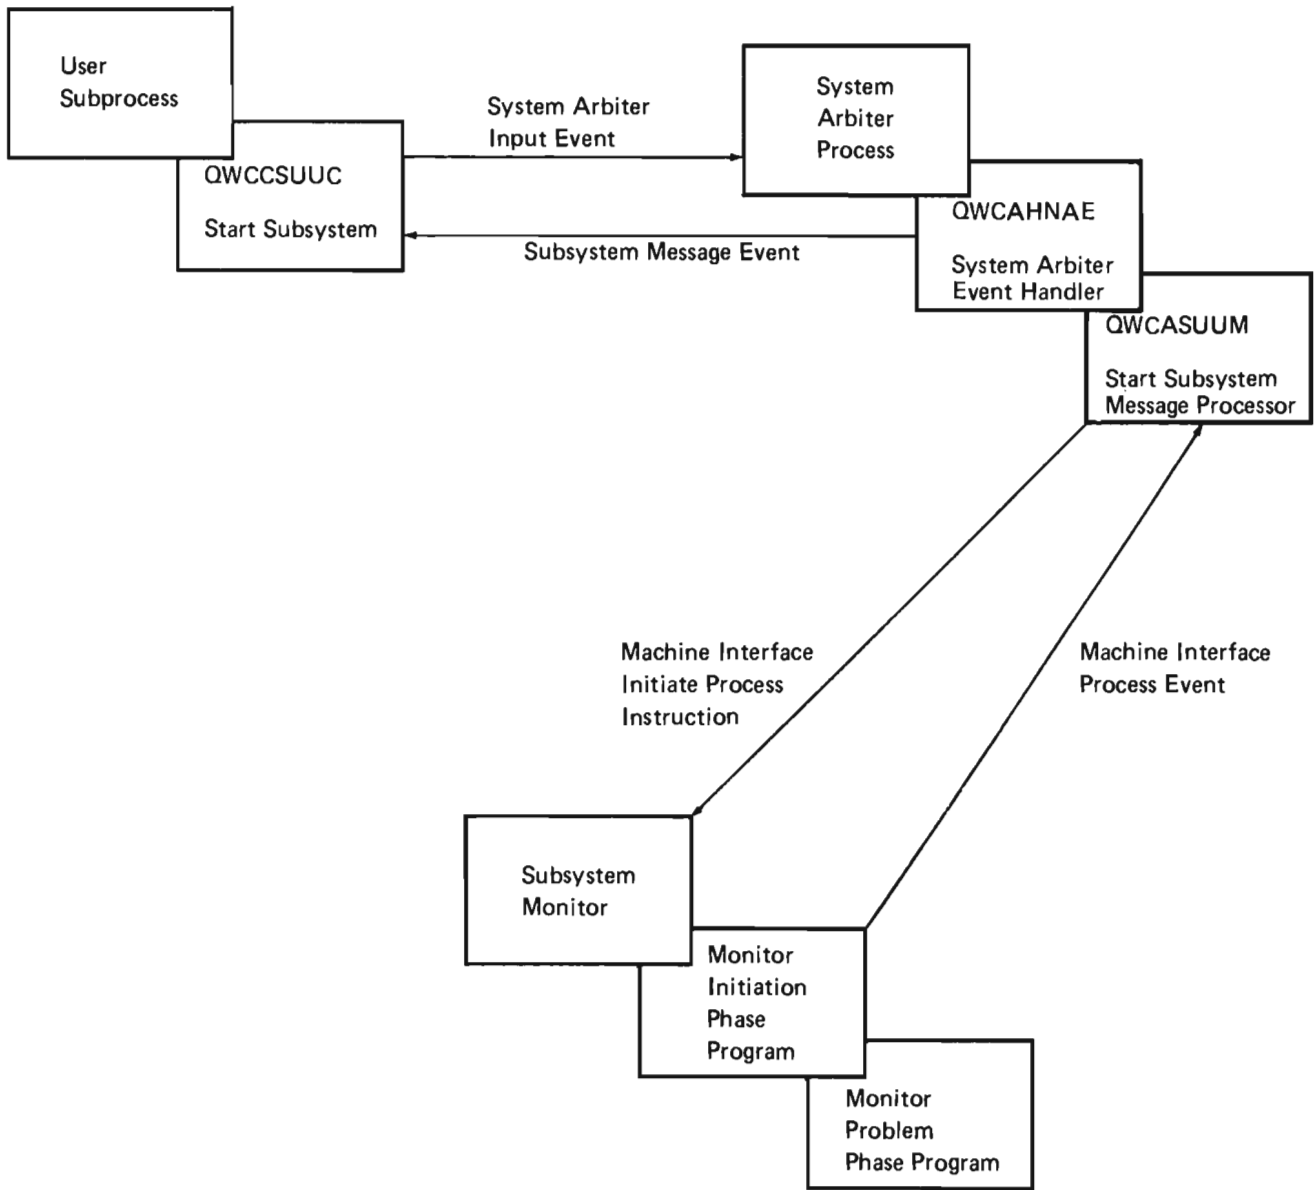 User
Subprocess
QWCCSUUC
Start Subsystem
System Arbiter
Input Event
Subsystem Message Event
System
Arbiter
Process
QWCAHNAE
System Arbiter
Event Handler
QWCASUUM
Start Subsystem
Message Processor
Machine Interface
Initiate Process
Instruction
Machine Interface
Process Event
Subsystem
Monitor
Monitor
Initiation
Phase
Program
Monitor
Problem
Phase Program